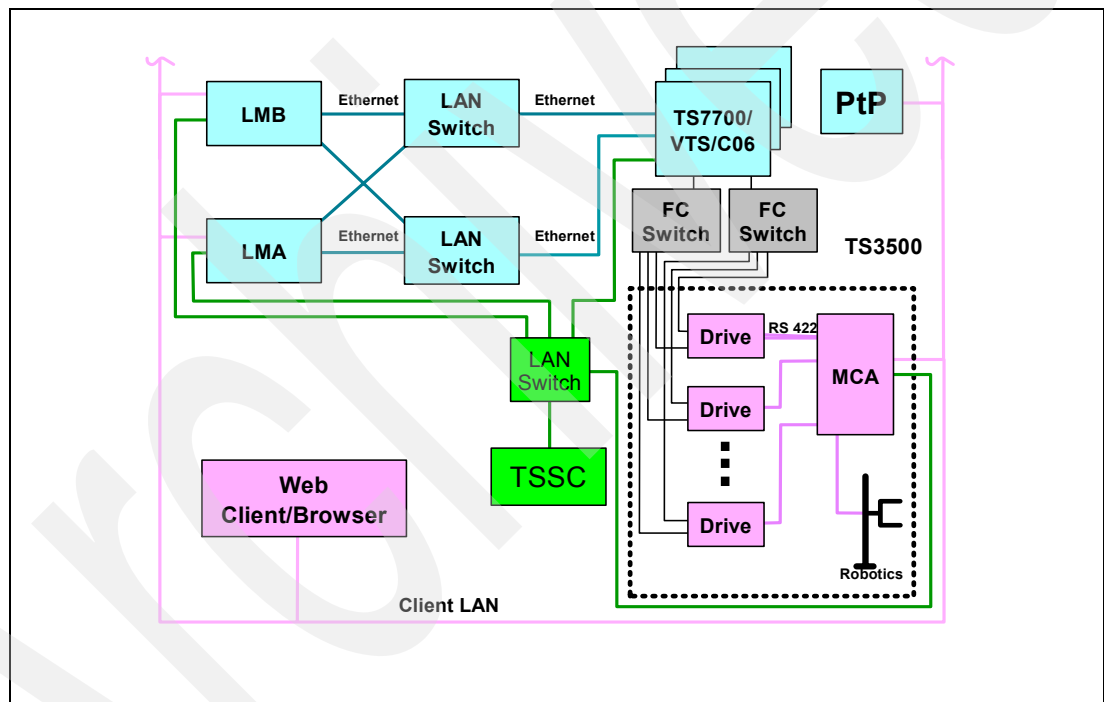 LMB
Ethernet
LAN
Switch
Ethernet
TS7700/
VTS/C06
PtP
LMA
Ethernet
LAN
Switch
Ethernet
FC
Switch
FC
Switch
TS3500
Drive
RS 422
MCA
Drive
Drive
Robotics
LAN
Switch
TSSC
Web
Client/Browser
Client LAN